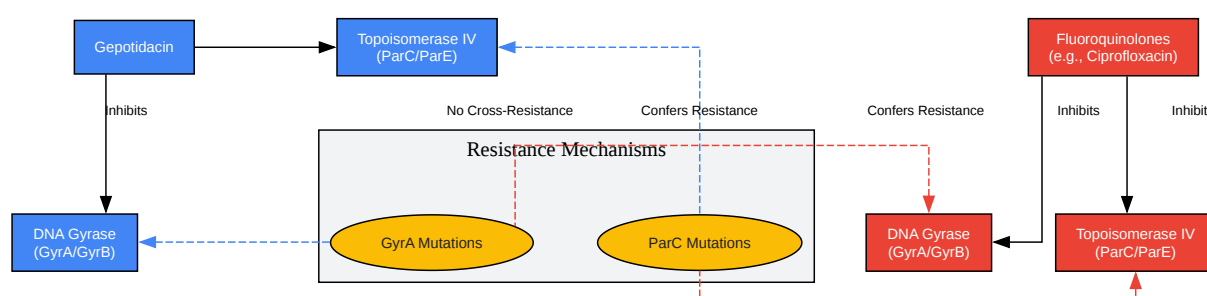 Gepotidacin
Topoisomerase IV
(ParC/ParE)
Fluoroquinolones
(e.g., Ciprofloxacin)
Inhibits
No Cross-Resistance
Confers Resistance
Confers Resistance
Inhibits
Resistance Mechanisms
DNA Gyrase
(GyrA/GyrB)
GyrA Mutations
ParC Mutations
DNA Gyrase
(GyrA/GyrB)
Topoisomerase IV
(ParC/ParE)